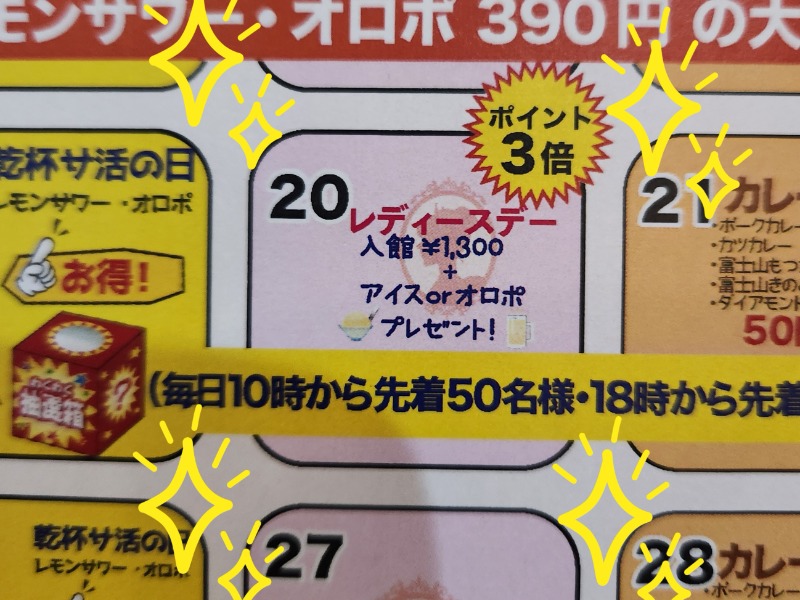 モンサワー・オロポ 390円 の大
ポイント
3倍
乾杯サ活の日
レモンサワー・オロポ
お得!
わくわく
抽選箱
?
20
レディースデー
入館 ¥1,300
+
アイスorオロポ
プレゼント!
21
カレー
・ポークカレー
・カツカレー
・富士山もつ
・富士山きの
・ダイアモンド
50
(毎日10時から先着50名様・18時から先着
乾杯サ活の日
レモンサワー・オロポ
27
28
カレー
・ポークカレー